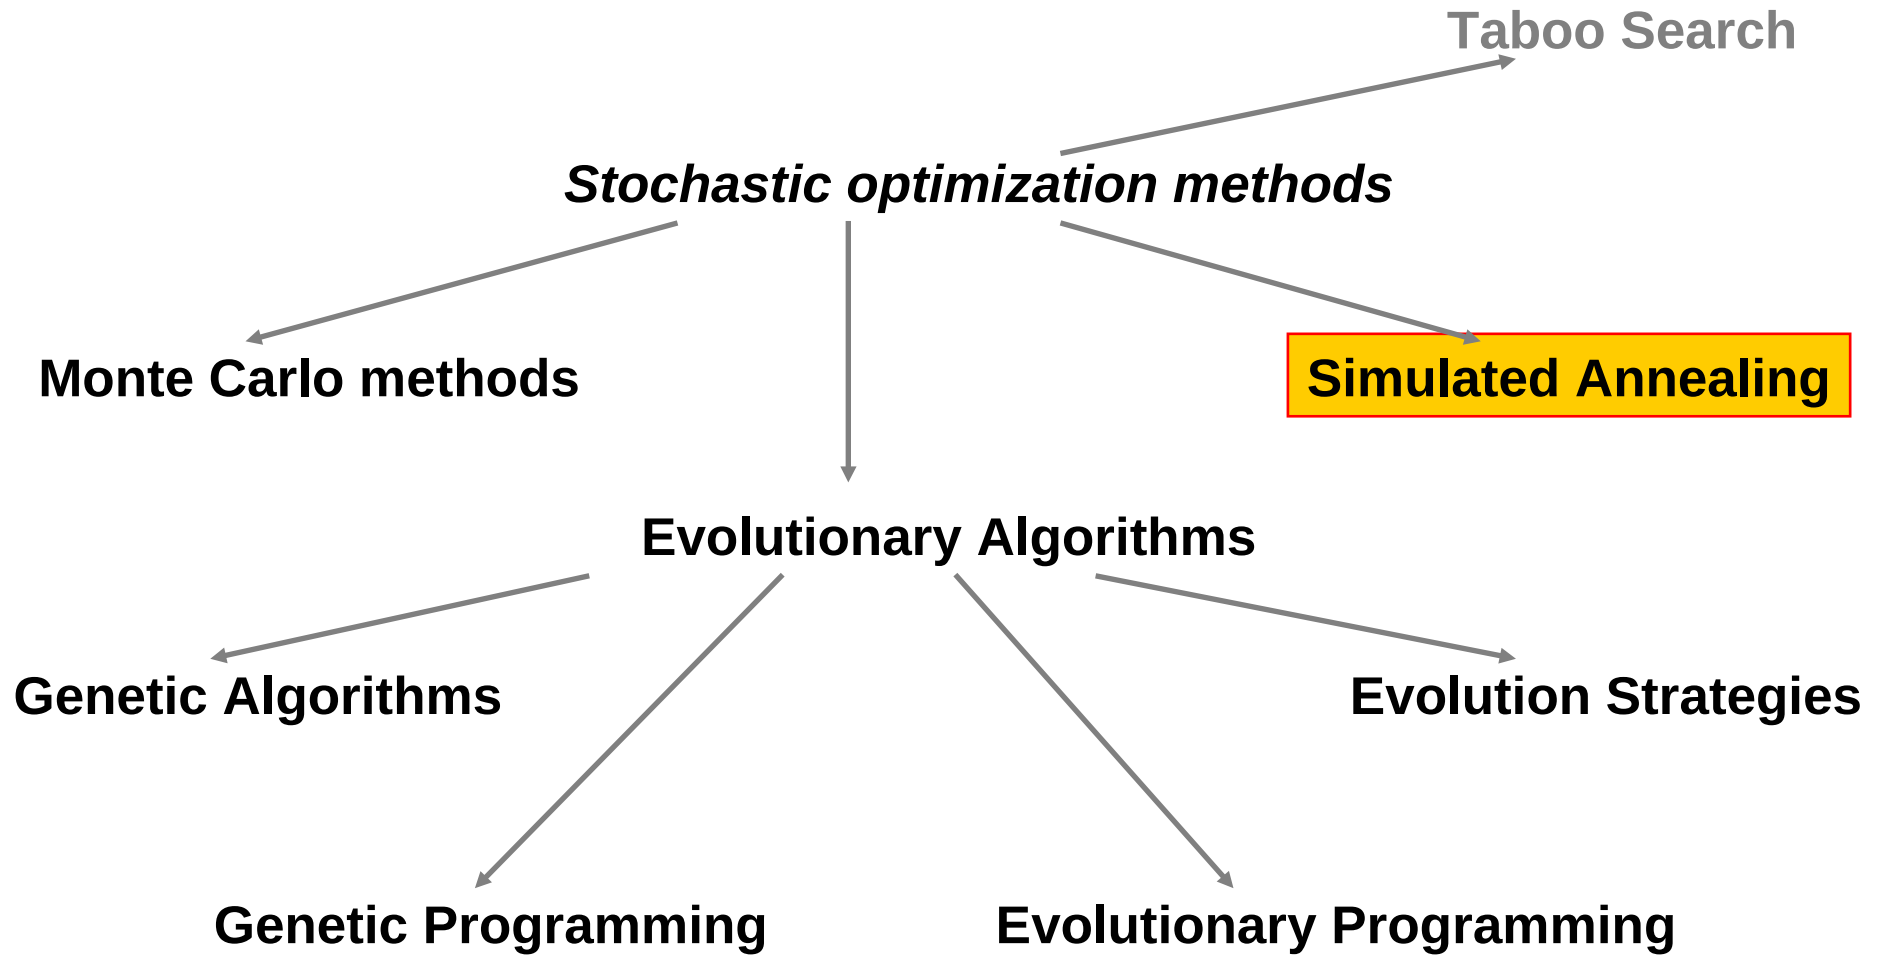 Taboo Search
Stochastic optimization methods
Monte Carlo methods
Simulated Annealing
Evolutionary Algorithms
Genetic Algorithms
Evolution Strategies
Genetic Programming
Evolutionary Programming